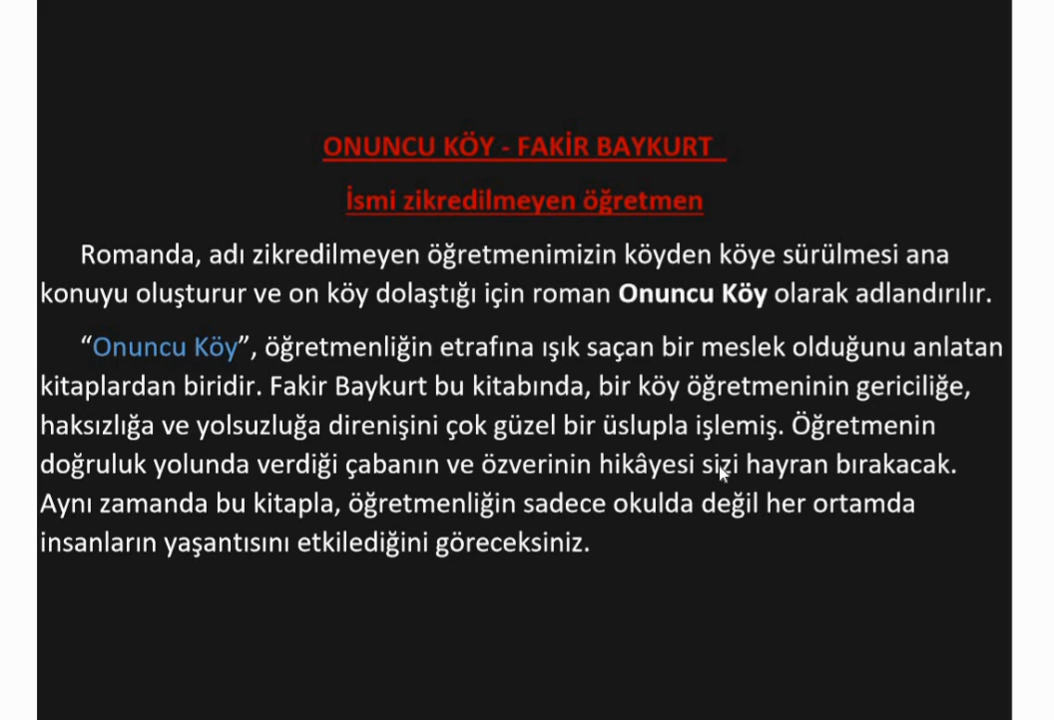 ONUNCU KÖY - FAKİR BAYKURT
İsmi zikredilmeyen öğretmen
Romanda, adı zikredilmeyen öğretmenimizin köyden köye sürülmesi ana
konuyu oluşturur ve on köy dolaştığı için roman Onuncu Köy olarak adlandırılır.
“Onuncu Köy”, öğretmenliğin etrafına ışık saçan bir meslek olduğunu anlatan
kitaplardan biridir. Fakir Baykurt bu kitabında, bir köy öğretmeninin gericiliğe,
haksızlığa ve yolsuzluğa direnişini çok güzel bir üslupla işlemiş. Öğretmenin
doğruluk yolunda verdiği çabanın ve özverinin hikâyesi sizi hayran bırakacak.
Aynı zamanda bu kitapla, öğretmenliğin sadece okulda değil her ortamda
insanların yaşantısını etkilediğini göreceksiniz.